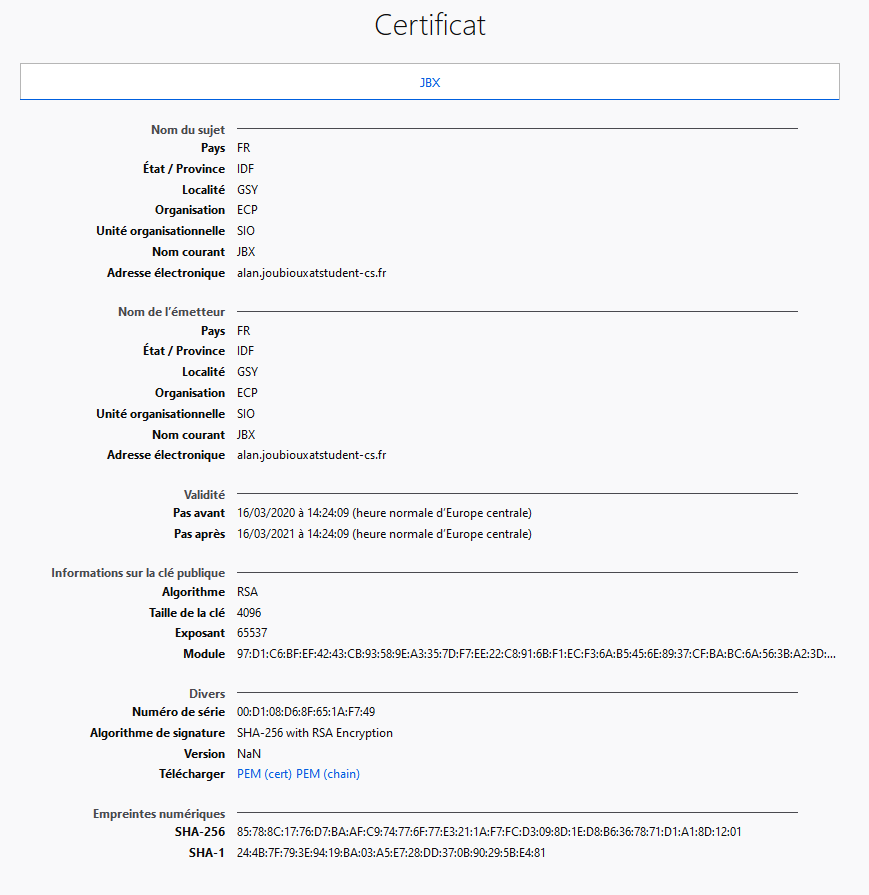 Certificat
JBX
Nom du sujet
Pays FR
État / Province IDF
Localité GSY
Organisation ECP
Unité organisationnelle SIO
Nom courant JBX
Adresse électronique alan.joubiouxatstudent-cs.fr
Nom de l’émetteur
Pays FR
État / Province IDF
Localité GSY
Organisation ECP
Unité organisationnelle SIO
Nom courant JBX
Adresse électronique alan.joubiouxatstudent-cs.fr
Validité
Pas avant 16/03/2020 à 14:24:09 (heure normale d’Europe centrale)
Pas après 16/03/2021 à 14:24:09 (heure normale d’Europe centrale)
Informations sur la clé publique
Algorithme RSA
Taille de la clé 4096
Exposant 65537
Module 97:D1:C6:BF:EF:42:43:CB:93:58:9E:A3:35:7D:F7:EE:22:C8:91:6B:F1:EC:F3:6A:B5:45:6E:89:37:CF:BA:BC:6A:56:3B:A2:3D:...
Divers
Numéro de série 00:D1:08:D6:8F:65:1A:F7:49
Algorithme de signature SHA-256 with RSA Encryption
Version NaN
Télécharger PEM (cert) PEM (chain)
Empreintes numériques
SHA-256 85:78:8C:17:76:D7:BA:AF:C9:74:77:6F:77:E3:21:1A:F7:FC:D3:09:8D:1E:D8:B6:36:78:71:D1:A1:8D:12:01
SHA-1 24:4B:7F:79:3E:94:19:BA:03:A5:E7:28:DD:37:0B:90:29:5B:E4:81